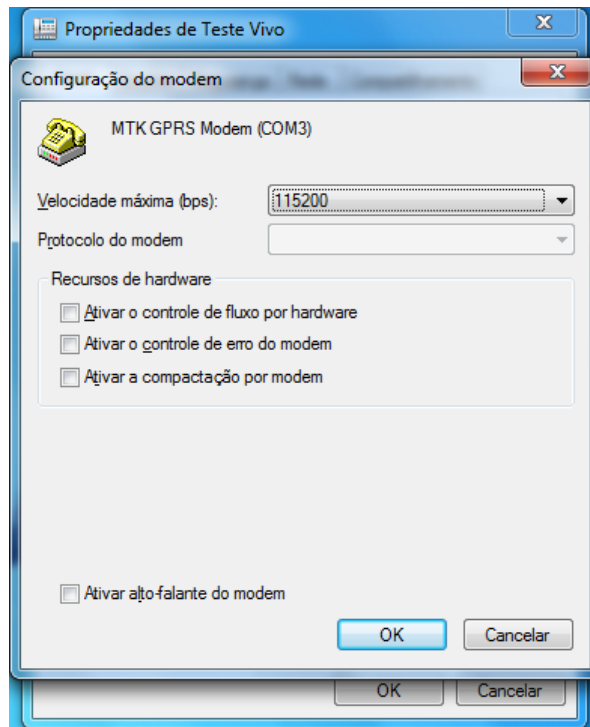 Propriedades de Teste Vivo
Configuração do modem
MTK GPRS Modem (COM3)
Velocidade máxima (bps):
115200
Protocolo do modem
Recursos de hardware
Ativar o controle de fluxo por hardware
Ativar o controle de erro do modem
Ativar a compactação por modem
Ativar alto-falante do modem
OK
Cancelar
OK
Cancelar